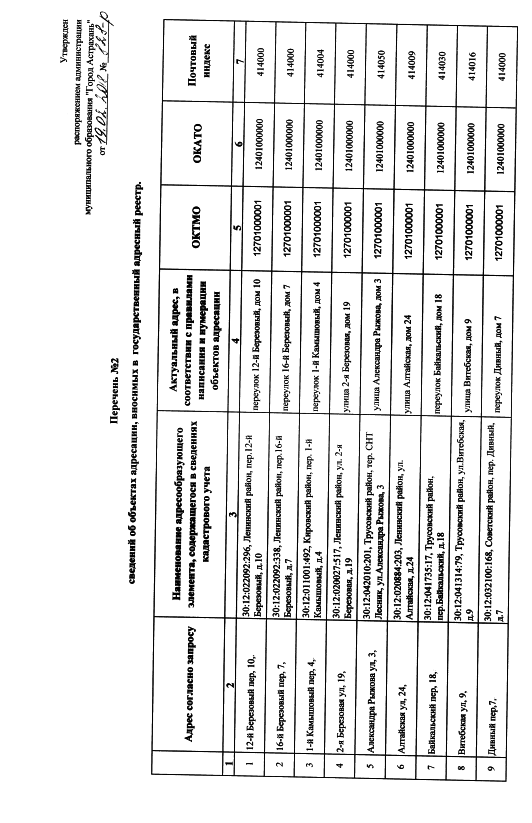 Утвержден
распоряжением администрации
муниципального образования "Город Астрахань"
от №
Перечень №2
сведений об объектах адресации, вносимых в государственный адресный реестр.
Адрес согласно запросу
Наименование адресообразующего
элемента, содержащегося в сведениях
кадастрового учета
Актуальный адрес, в
соответствии с правилами
написания и нумерации
объектов адресации
ОКТМО
ОКАТО
Почтовый
индекс
1 2 3 4 5 6 7
1 12-й Березовый пер, 10,. 30:12:022092:296, Ленинский район, пер.12-й
Березовый, д.10 переулок 12-й Березовый, дом 10 12701000001 12401000000 414000
2 16-й Березовый пер, 7, 30:12:022092:338, Ленинский район, пер.16-й
Березовый, д.7 переулок 16-й Березовый, дом 7 12701000001 12401000000 414000
3 1-й Камышовый пер, 4, 30:12:011001:492, Кировский район, пер. 1-й
Камышовый, д.4 переулок 1-й Камышовый, дом 4 12701000001 12401000000 414004
4 2-я Березовая ул, 19, 30:12:020027:517, Ленинский район, ул. 2-я
Березовая, д.19 улица 2-я Березовая, дом 19 12701000001 12401000000 414000
5 Александра Рыжкова ул, 3, 30:12:042010:201, Трусовский район, тер. СНТ
Лесник, ул.Александра Рыжкова, 3 улица Александра Рыжкова, дом 3 12701000001 12401000000 414050
6 Алтайская ул, 24, 30:12:020884:203, Ленинский район, ул.
Алтайская, д.24 улица Алтайская, дом 24 12701000001 12401000000 414009
7 Байкальский пер, 18, 30:12:041735:17, Трусовский район,
пер.Байкальский, д.18 переулок Байкальский, дом 18 12701000001 12401000000 414030
8 Витебская ул, 9, 30:12:041314:79, Трусовский район, ул.Витебская,
д.9 улица Витебская, дом 9 12701000001 12401000000 414016
9 Дивный пер,7, 30:12:032100:168, Советский район, пер. Дивный,
д.7 переулок Дивный, дом 7 12701000001 12401000000 414000